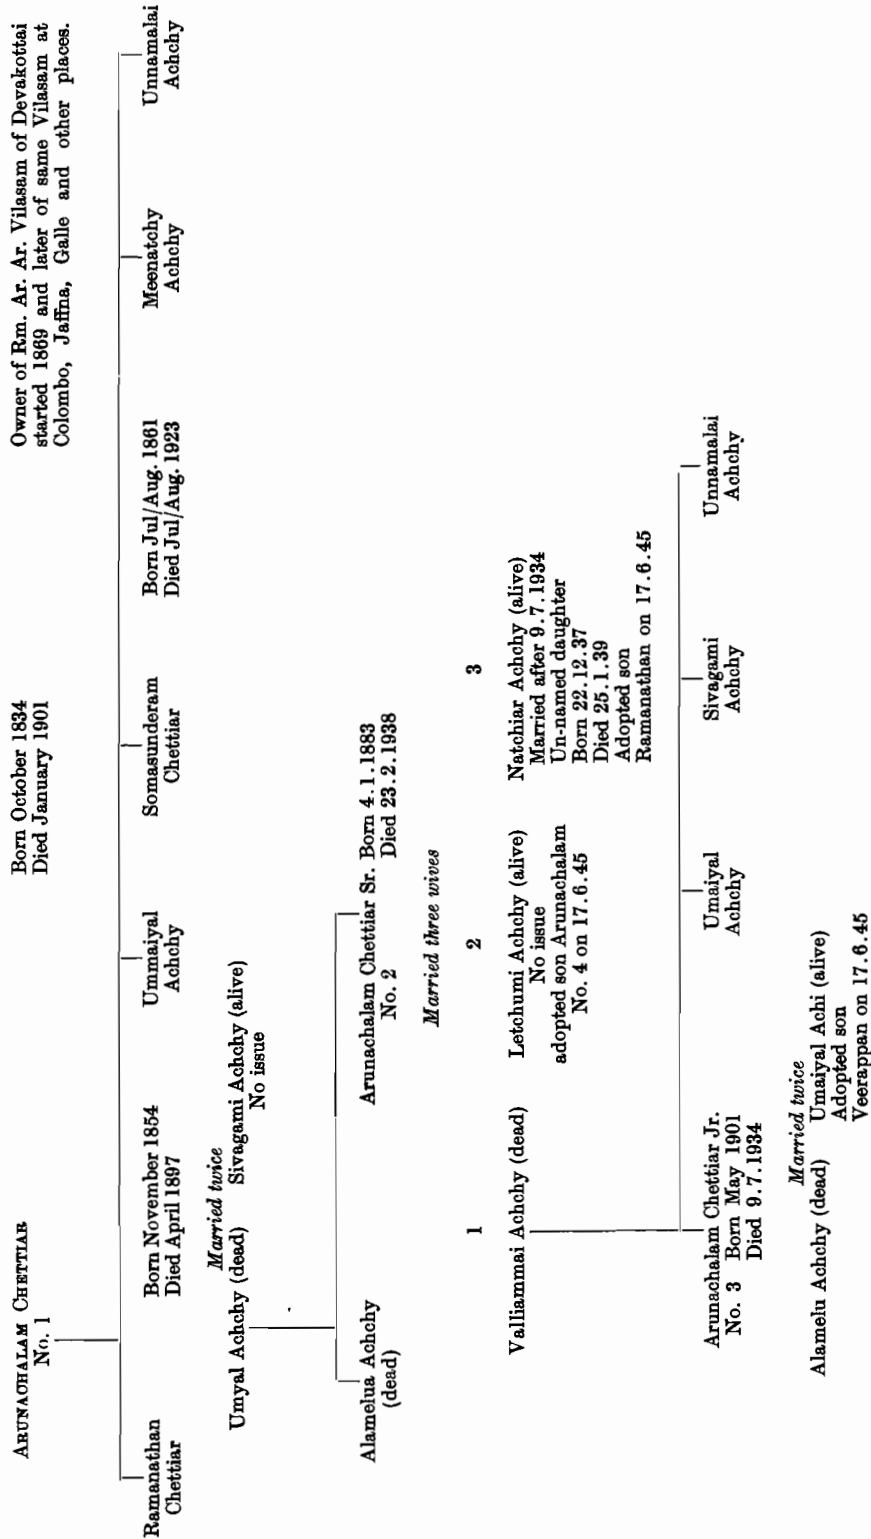 ARUNACHALAM CHETTIAR
No. 1
Born October 1834
Died January 1901
Owner of Rm. Ar. Ar. Vilasam of Devakottai
started 1869 and later of same Vilasam at
Colombo, Jaffna, Galle and other places.
Ramanathan
Chettiar
Born November 1854
Died April 1897
Ummaiyal
Achchy
Somasunderam
Chettiar
Born Jul/Aug. 1861
Died Jul/Aug. 1923
Meenatchy
Achchy
Unnamalai
Achchy
Married twice
Umyal Achchy (dead)
Sivagami Achchy (alive)
No issue
Alamelua Achchy
(dead)
Arunachalam Chettiar Sr. Born 4.1.1883
No. 2 Died 23.2.1938
Married three wives
1
2
3
Valliammai Achchy (dead)
Letchumi Achchy (alive)
No issue
adopted son Arunachalam
No. 4 on 17.6.45
Natchiar Achchy (alive)
Married after 9.7.1934
Un-named daughter
Born 22.12.37
Died 25.1.39
Adopted son
Ramanathan on 17.6.45
Arunachalam Chettiar Jr.
No. 3 Born May 1901
Died 9.7.1934
Umaiyal
Achchy
Sivagami
Achchy
Unnamalai
Achchy
Married twice
Alamelu Achchy (dead)
Umaiyal Achi (alive)
Adopted son
Veerappan on 17.6.45